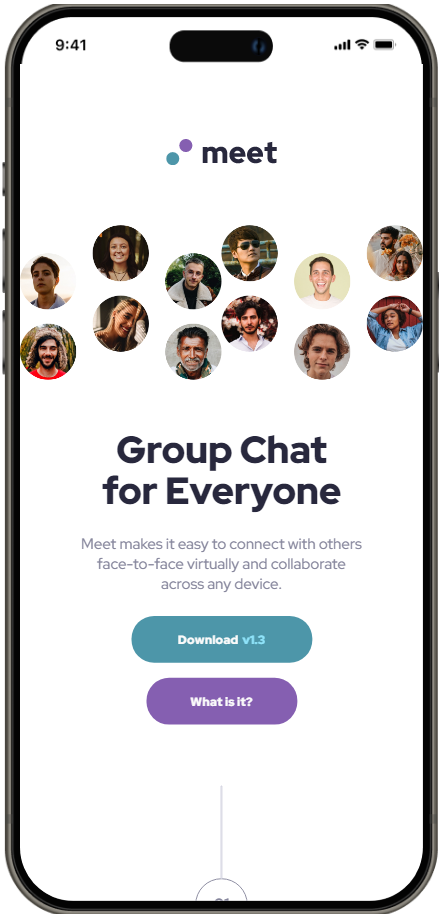 9:41
meet
Group Chat
for Everyone
Meet makes it easy to connect with others
face-to-face virtually and collaborate
across any device.
Download v1.3
What is it?